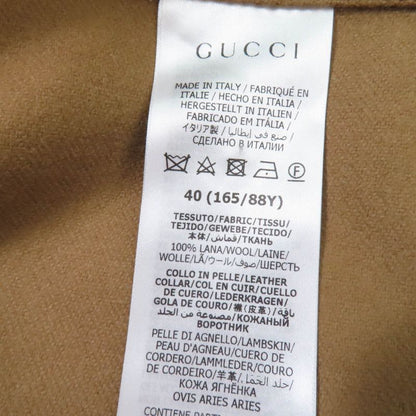 GUCCI
MADE IN ITALY / FABRIQUÉ EN
ITALIE / HECHO EN ITALIA /
HERGESTELLT IN ITALIEN /
FABRICADO EM ITÁLIA /
イタリア製 / صنع في إيطاليا /
СДЕЛАНО В ИТАЛИИ
40 (165/88Y)
TESSUTO/FABRIC/TISSU/
TEJIDO/GEWEBE/TECIDO/
本体/قماش/ТКАНЬ
100% LANA/WOOL/LAINE/
WOLLE/LÃ/ウール/صوف/ШЕРСТЬ
COLLO IN PELLE/LEATHER
COLLAR/COL EN CUIR/CUELLO
DE CUERO/LEDERKRAGEN/
GOLA DE COURO/襟(皮革)/ياقة
مصنوعة من الجلد/КОЖАНЫЙ
ВОРОТНИК
PELLE DI AGNELLO/LAMBSKIN/
PEAU D'AGNEAU/CUERO DE
CORDERO/LAMMLEDER/COURO
DE CORDEIRO/羊革/جلد الحمل/
КОЖА ЯГНЁНКА
OVIS ARIES ARIES